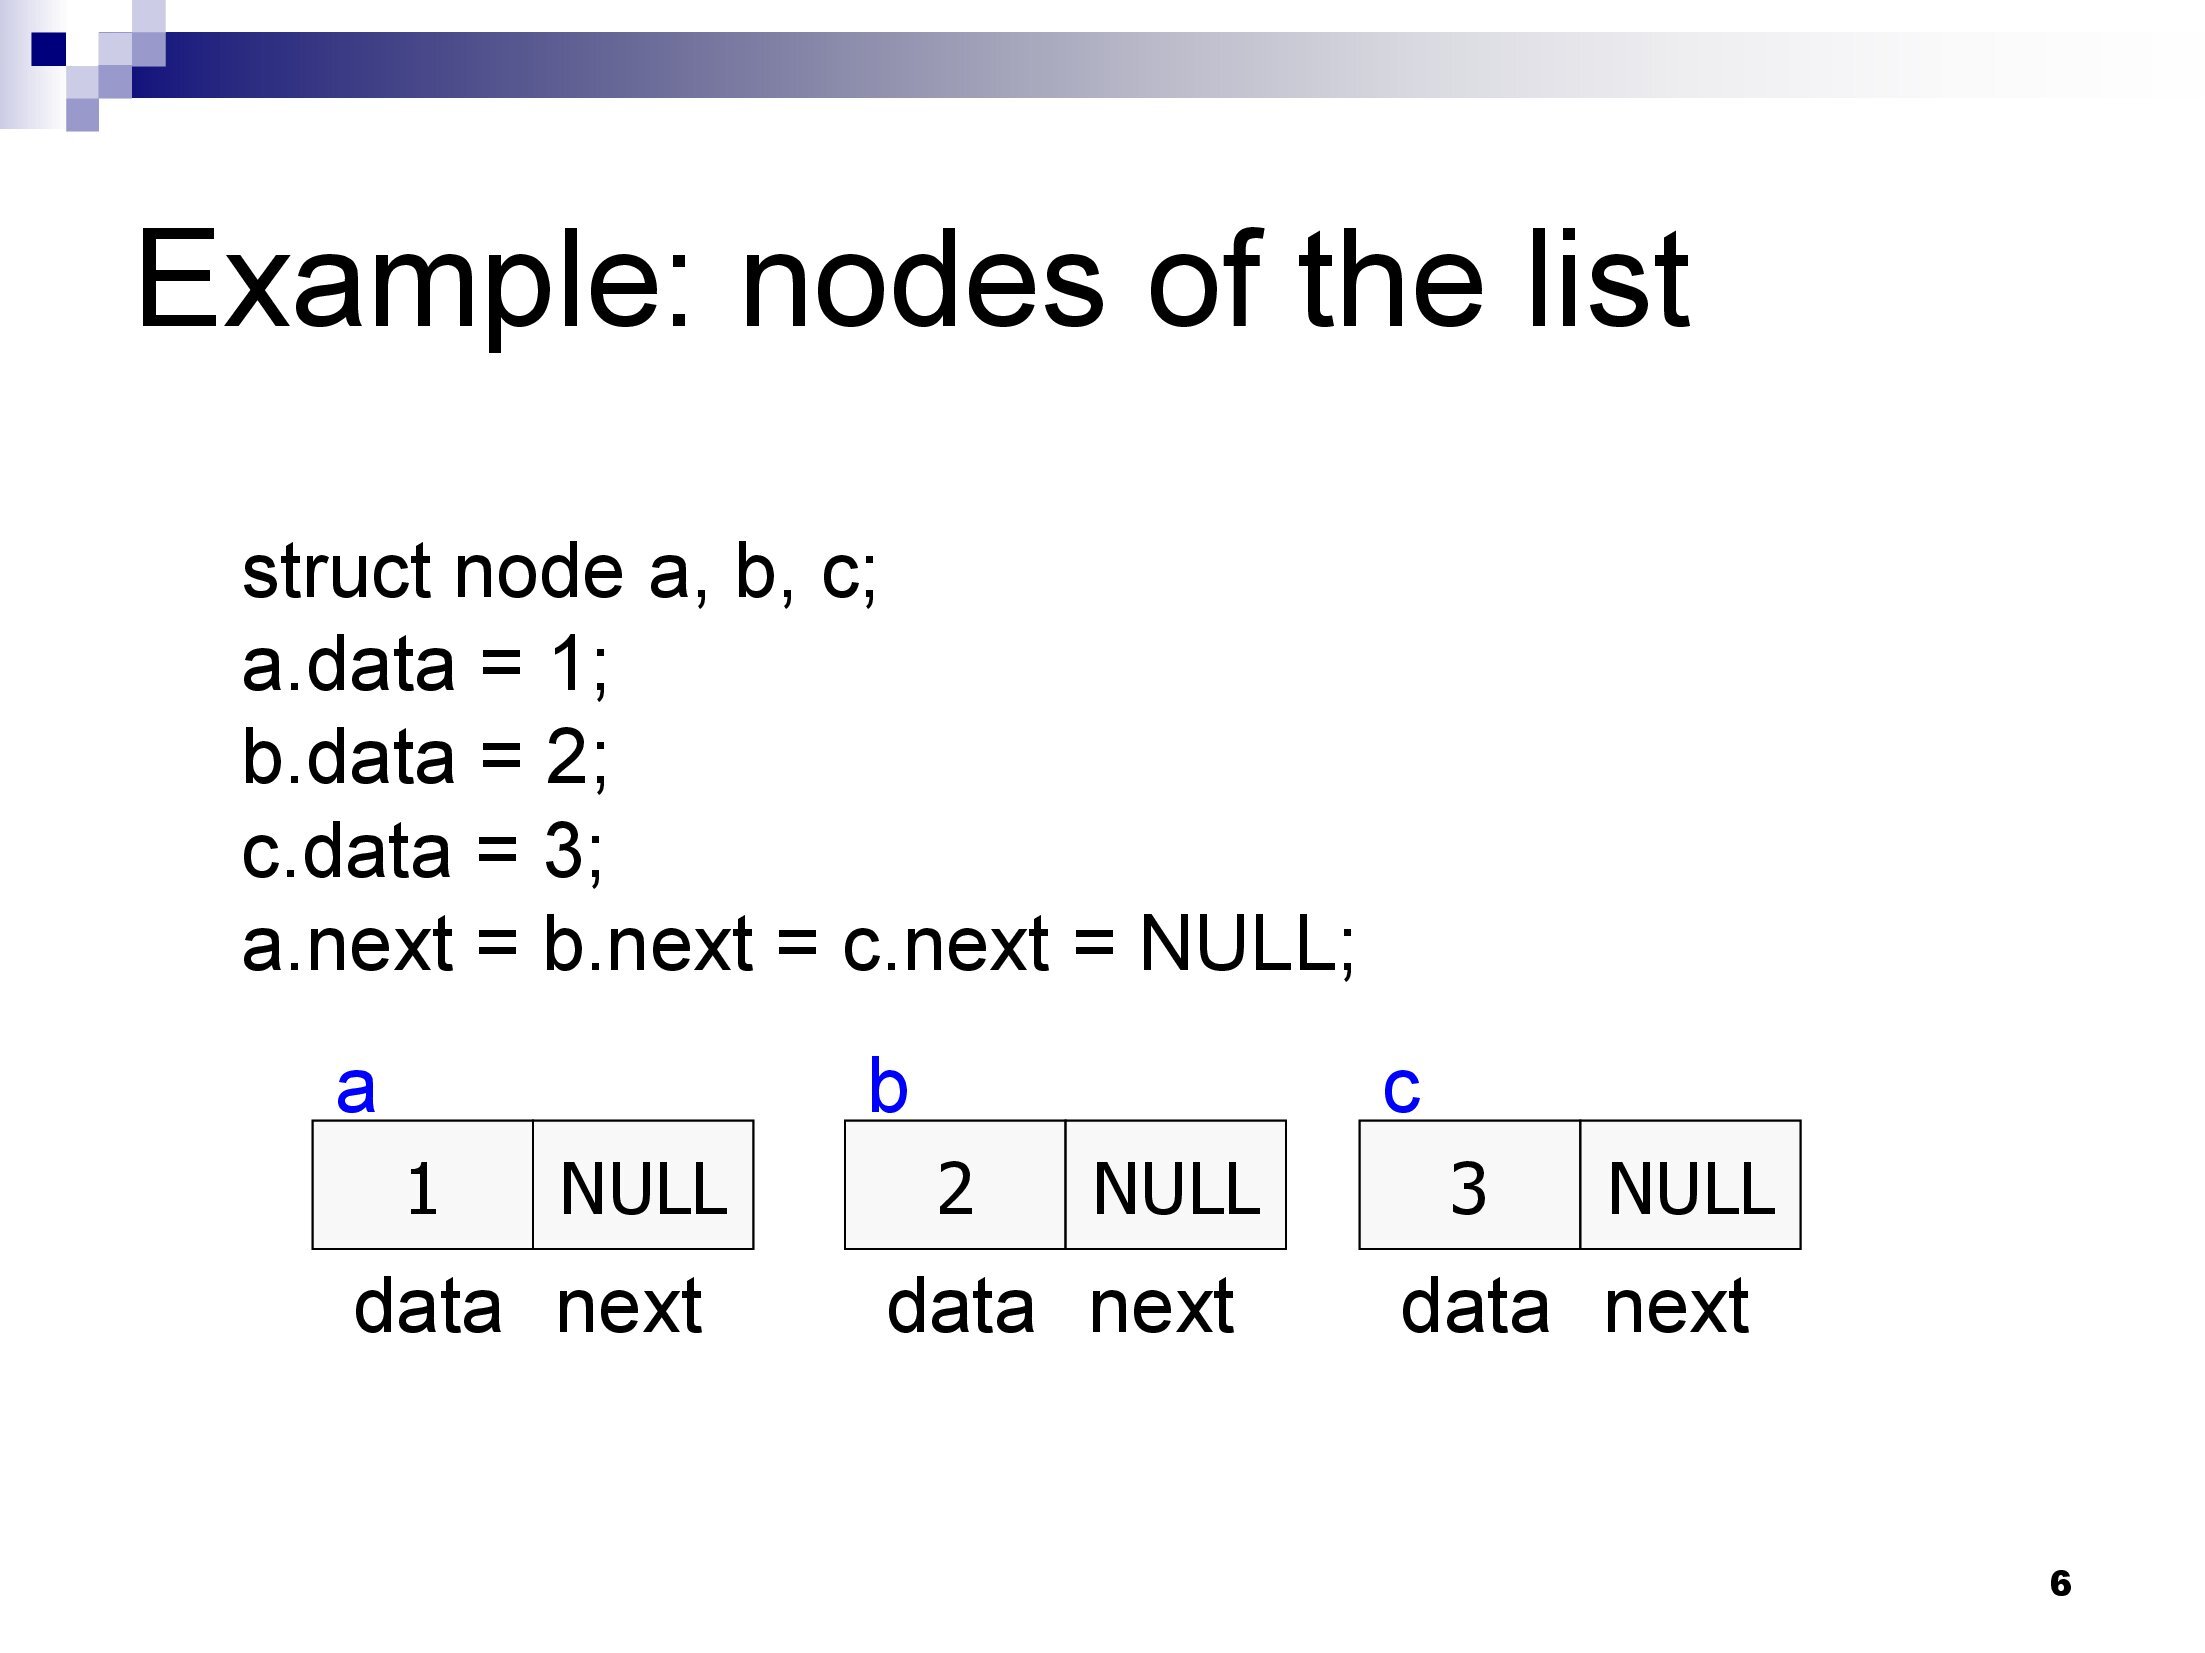 Example: nodes of the list
struct node a, b, c;
a.data = 1;
b.data = 2;
c.data = 3;
a.next = b.next = c.next = NULL;
a b c
1 NULL 2 NULL 3 NULL
data next data next data next
6